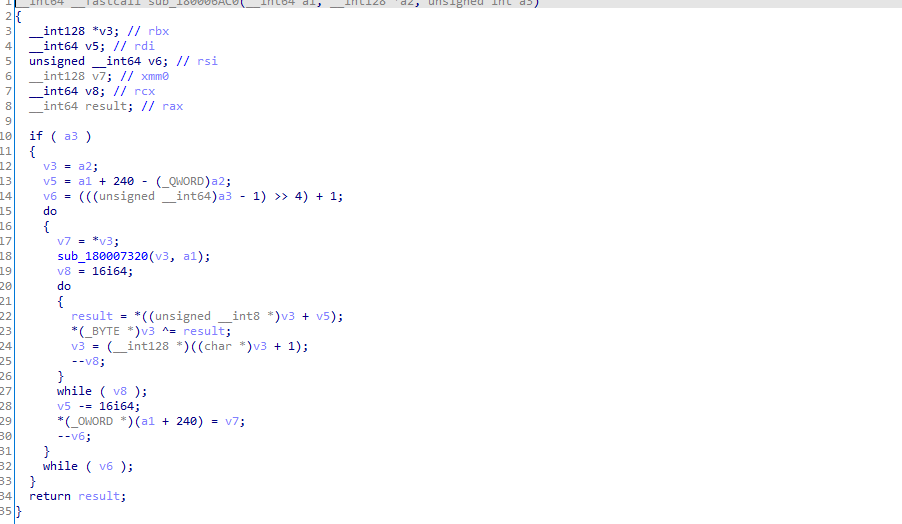 1 __int64 __fastcall sub_180006AC0(__int64 a1, __int128 *a2, unsigned int a3)
2 {
3 __int128 *v3; // rbx
4 __int64 v5; // rdi
5 unsigned __int64 v6; // rsi
6 __int128 v7; // xmm0
7 __int64 v8; // rcx
8 __int64 result; // rax
9
10 if ( a3 )
11 {
12 v3 = a2;
13 v5 = a1 + 240 - (_QWORD)a2;
14 v6 = (((unsigned __int64)a3 - 1) >> 4) + 1;
15 do
16 {
17 v7 = *v3;
18 sub_180007320(v3, a1);
19 v8 = 16i64;
20 do
21 {
22 result = *((unsigned __int8 *)v3 + v5);
23 *(_BYTE *)v3 ^= result;
24 v3 = (__int128 *)((char *)v3 + 1);
25 --v8;
26 }
27 while ( v8 );
28 v5 -= 16i64;
29 *(_OWORD *)(a1 + 240) = v7;
30 --v6;
31 }
32 while ( v6 );
33 }
34 return result;
35 }